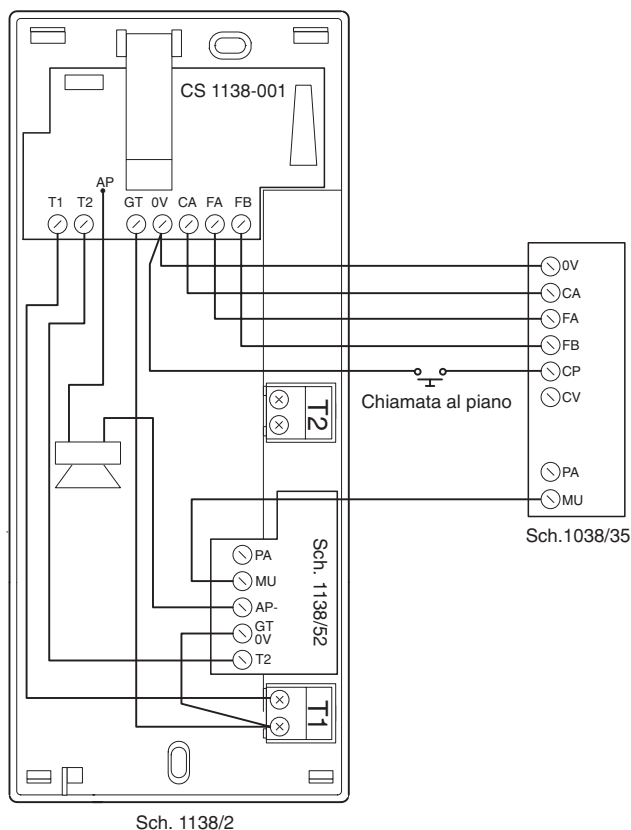 CS 1138-001
AP
T1 T2 GT 0V CA FA FB
0V
CA
FA
FB
CP
CV
PA
MU
Sch.1038/35
Chiamata al piano
T2
PA
MU
AP-
GT
0V
T2
Sch. 1138/52
T1
Sch. 1138/2